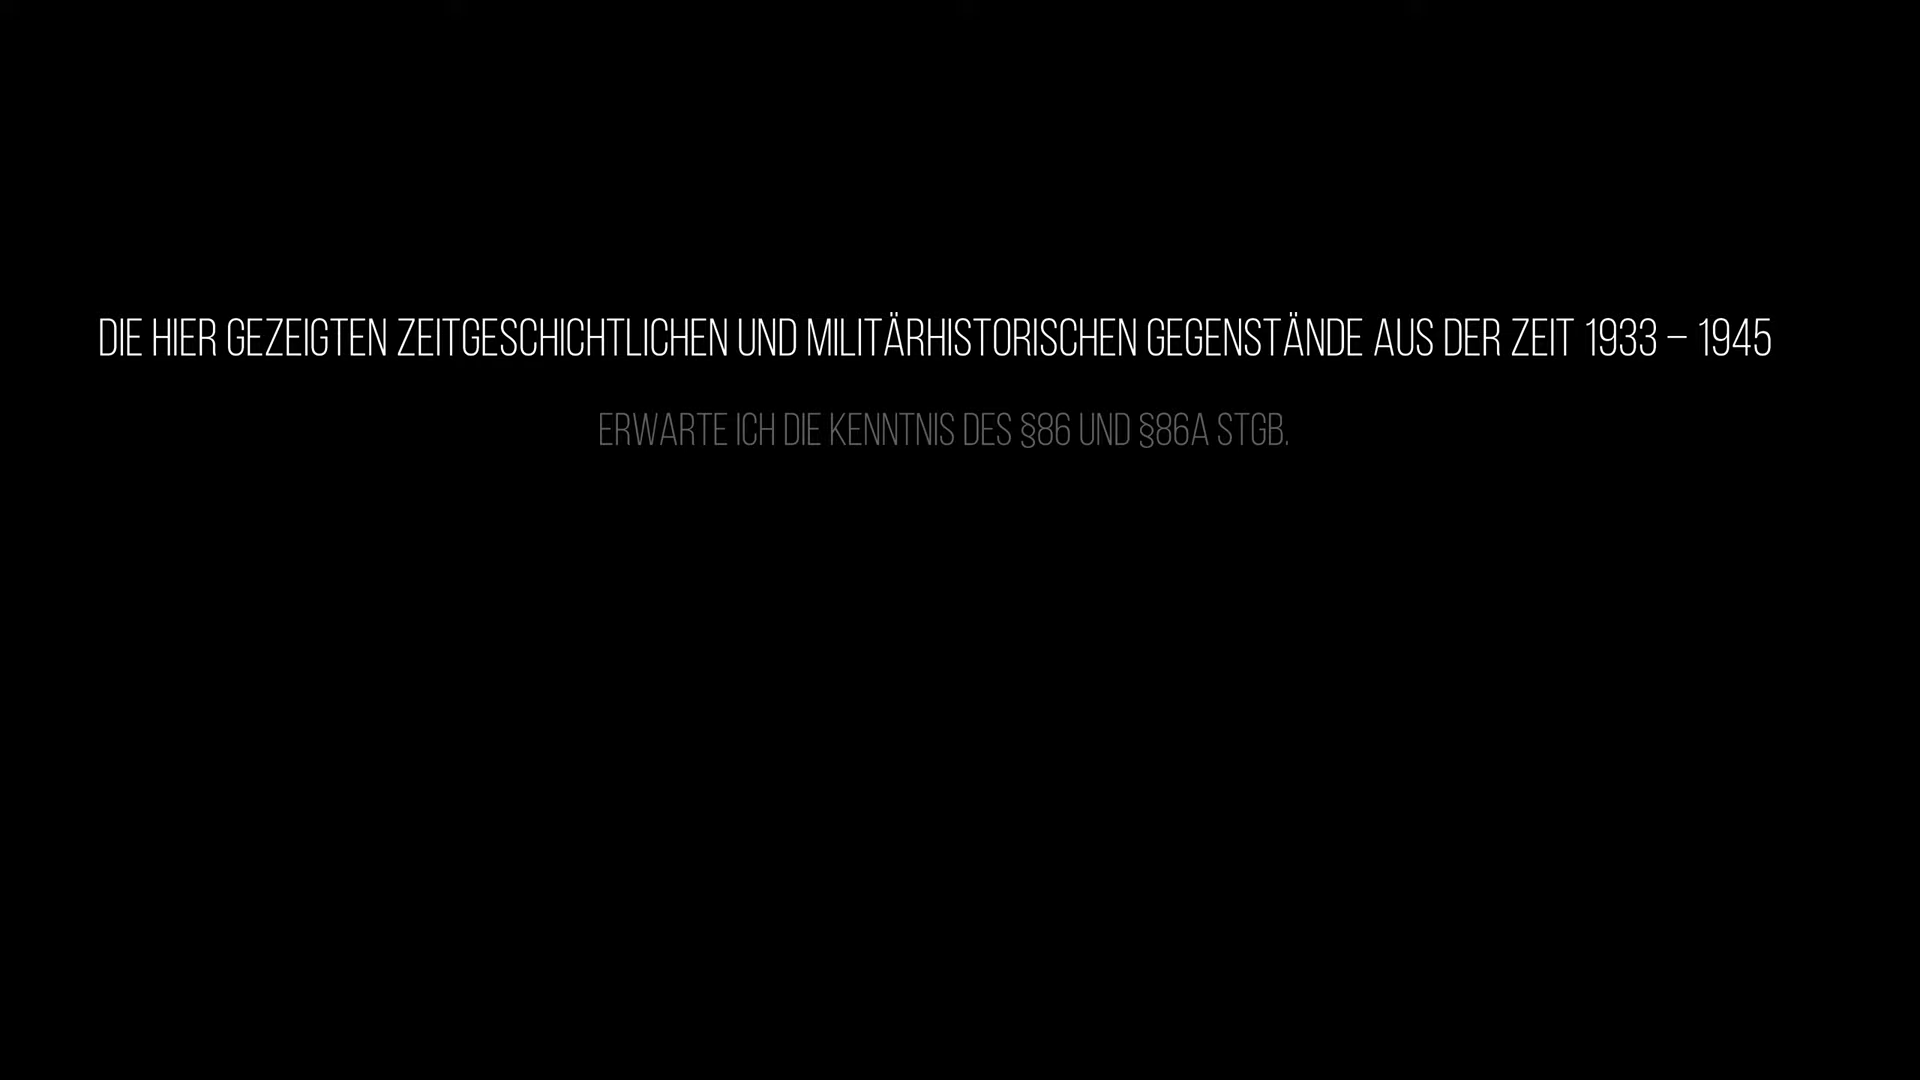 DIE HIER GEZEIGTEN ZEITGESCHICHTLICHEN UND MILITÄRHISTORISCHEN GEGENSTÄNDE AUS DER ZEIT 1933 – 1945
ERWARTE ICH DIE KENNTNIS DES §86 UND §86A STGB.